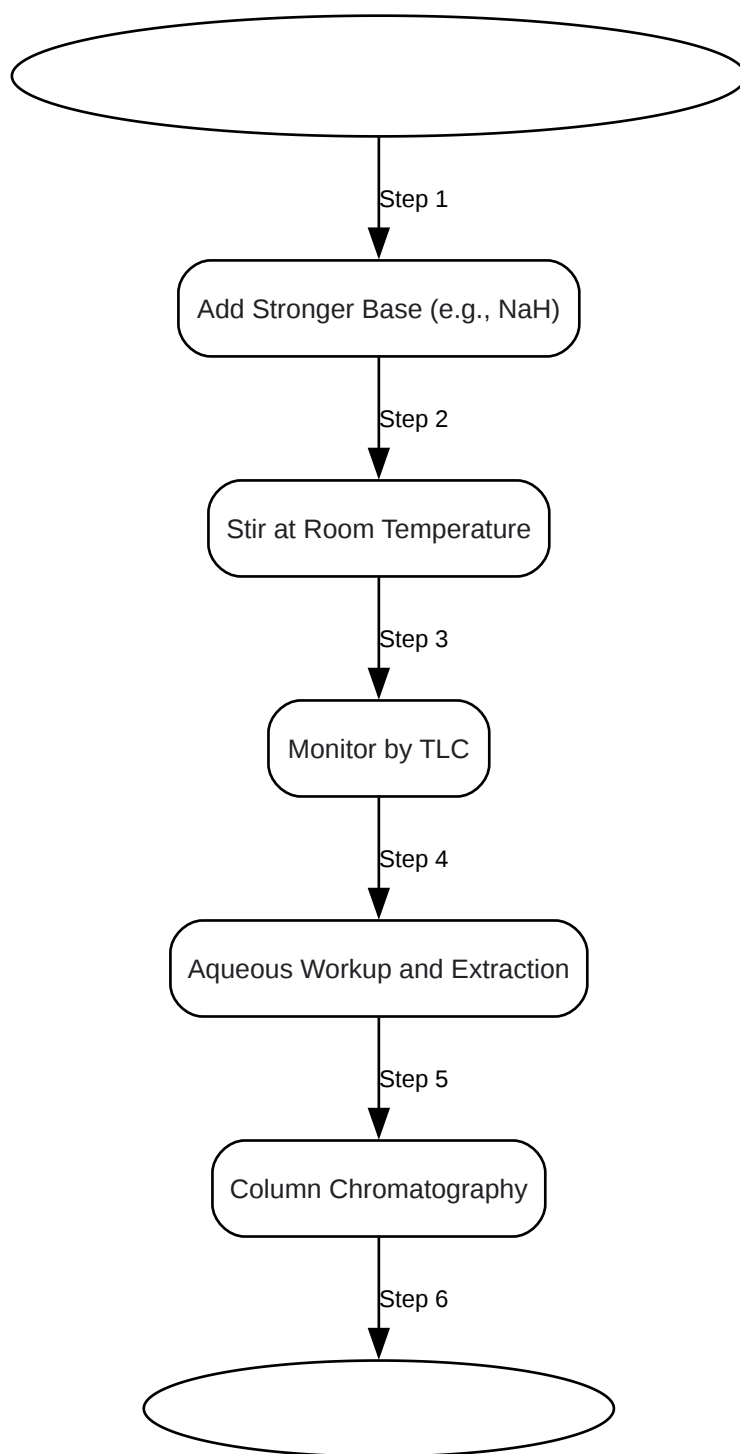 Step 1
Add Stronger Base (e.g., NaH)
Step 2
Stir at Room Temperature
Step 3
Monitor by TLC
Step 4
Aqueous Workup and Extraction
Step 5
Column Chromatography
Step 6